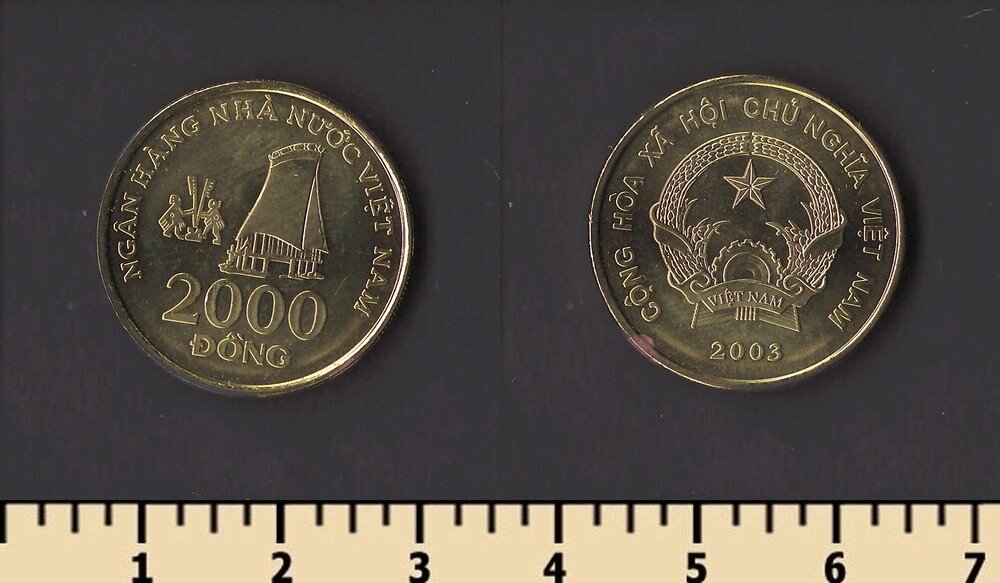 NGÂN HÀNG NHÀ NƯỚC VIỆT NAM
2000
ĐỒNG
CỘNG HÒA XÃ HỘI CHỦ NGHĨA VIỆT NAM
VIỆT NAM
2003
1 2 3 4 5 6 7